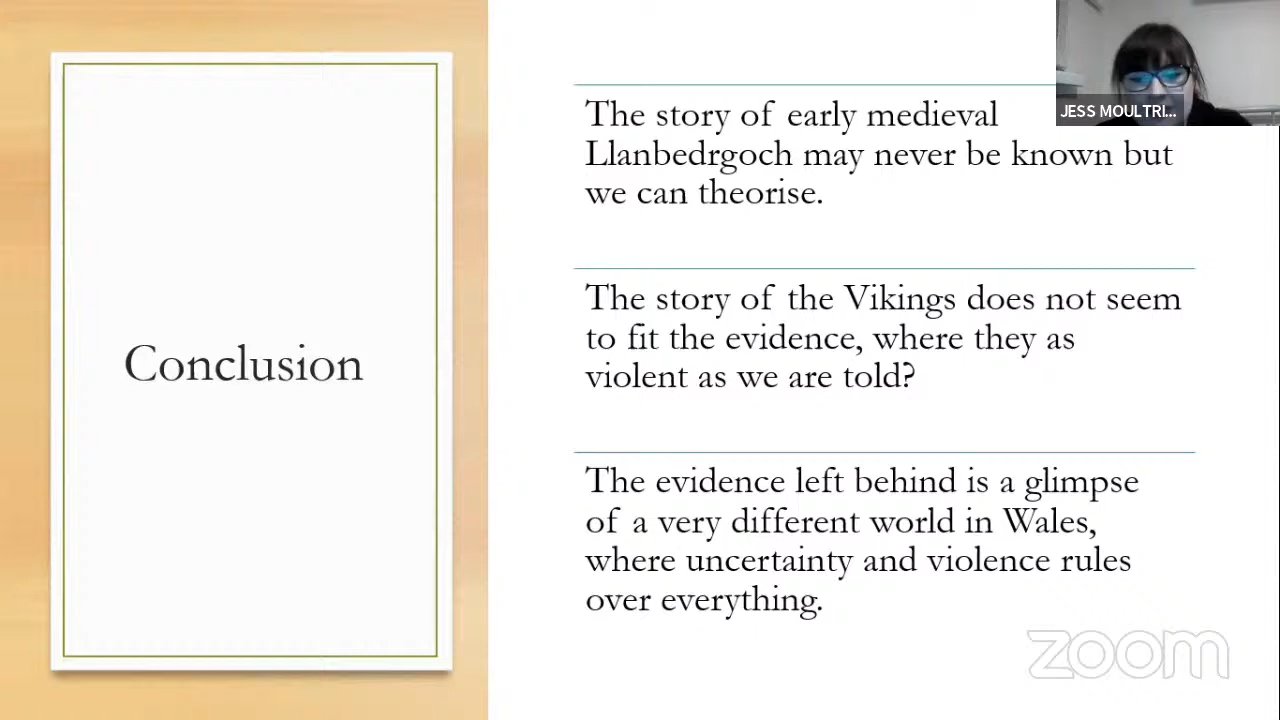 JESS MOULTRI...
The story of early medieval
Llanbedrgoch may never be known but
we can theorise.
The story of the Vikings does not seem
to fit the evidence, where they as
violent as we are told?
Conclusion
The evidence left behind is a glimpse
of a very different world in Wales,
where uncertainty and violence rules
over everything.
zoom